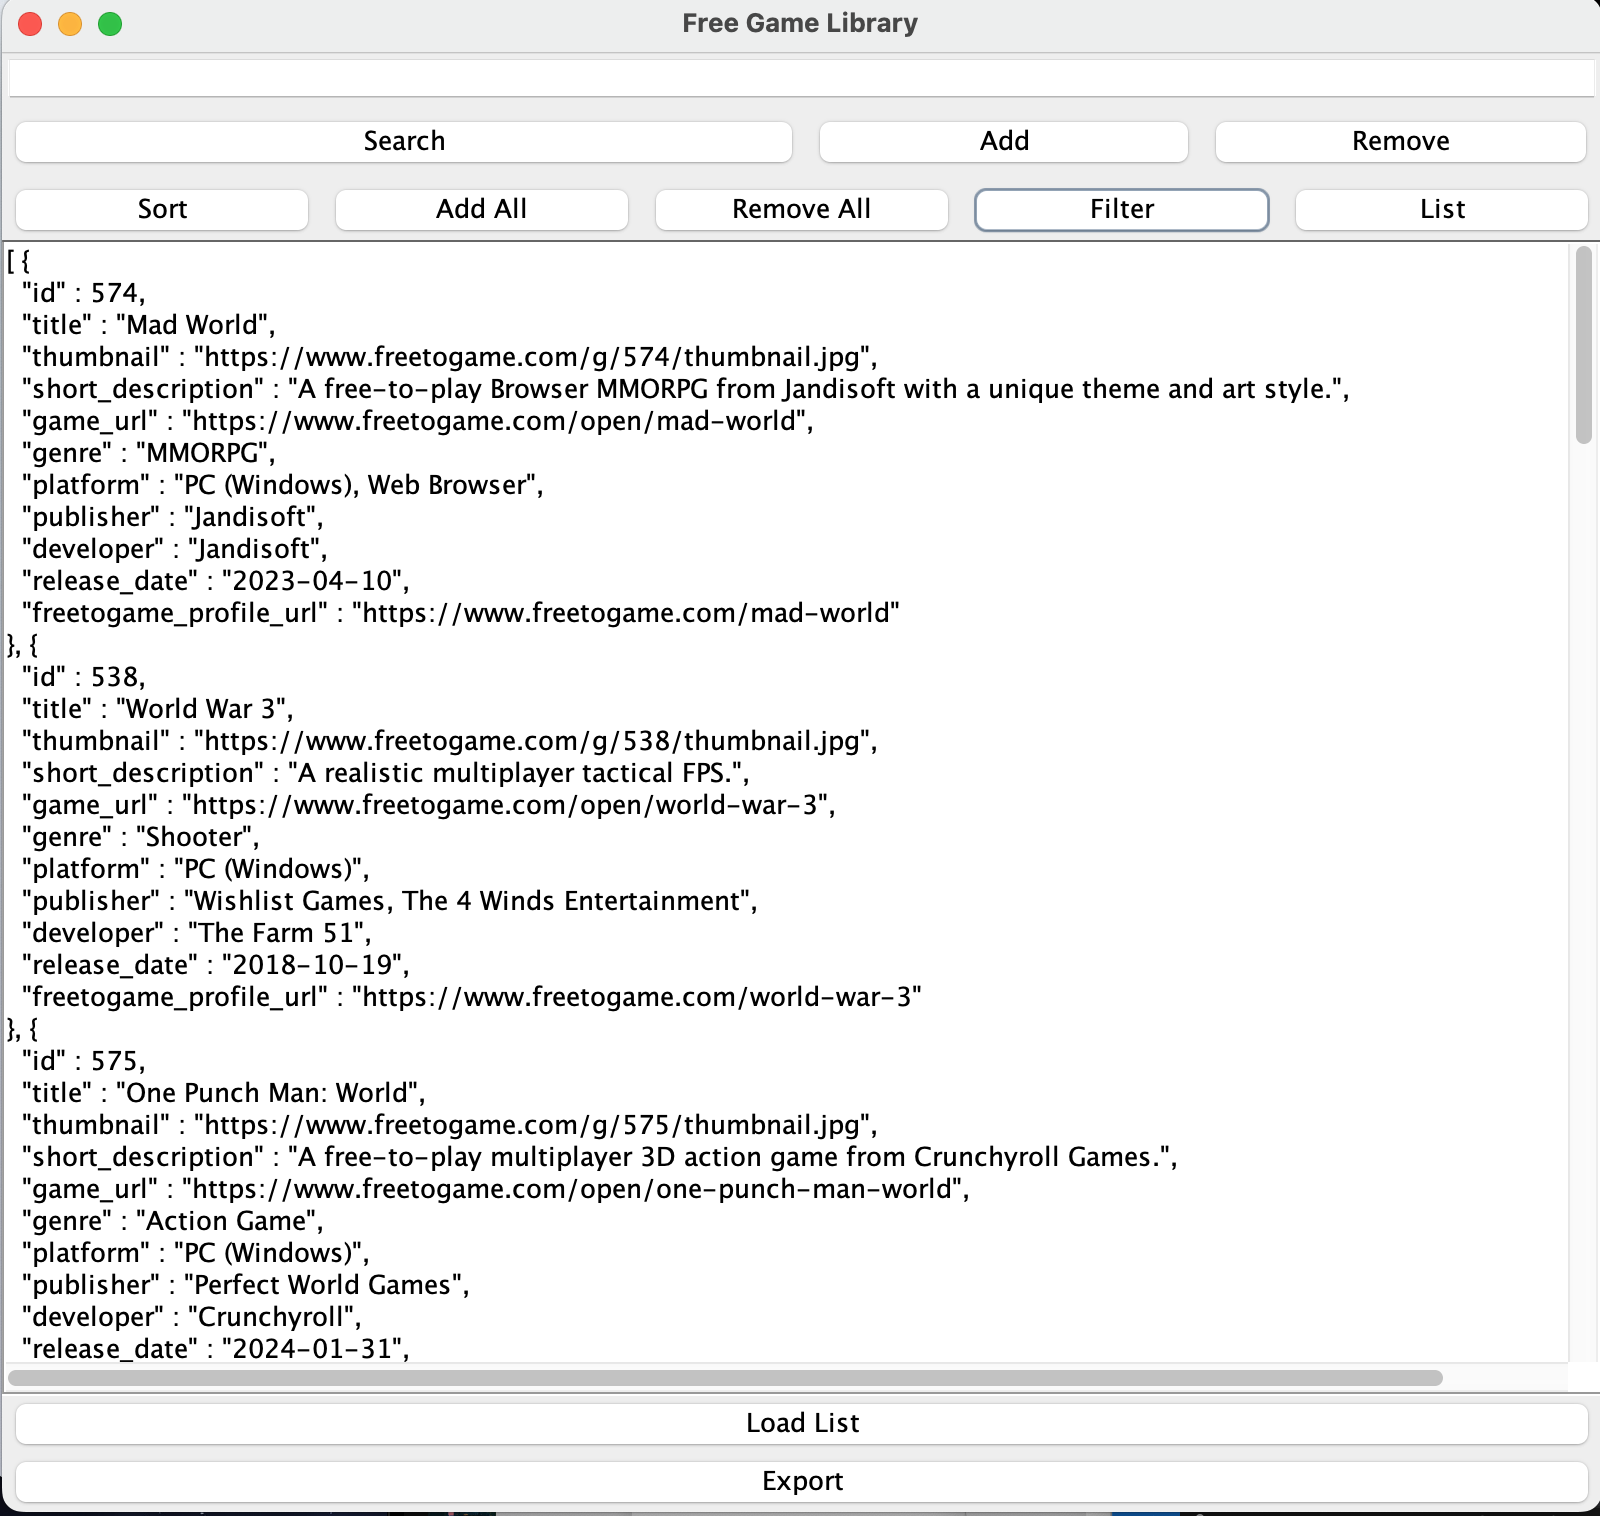 Free Game Library
Search Add Remove
Sort Add All Remove All Filter List
[ {
"id" : 574,
"title" : "Mad World",
"thumbnail" : "https://www.freetogame.com/g/574/thumbnail.jpg",
"short_description" : "A free-to-play Browser MMORPG from Jandisoft with a unique theme and art style.",
"game_url" : "https://www.freetogame.com/open/mad-world",
"genre" : "MMORPG",
"platform" : "PC (Windows), Web Browser",
"publisher" : "Jandisoft",
"developer" : "Jandisoft",
"release_date" : "2023-04-10",
"freetogame_profile_url" : "https://www.freetogame.com/mad-world"
}, {
"id" : 538,
"title" : "World War 3",
"thumbnail" : "https://www.freetogame.com/g/538/thumbnail.jpg",
"short_description" : "A realistic multiplayer tactical FPS.",
"game_url" : "https://www.freetogame.com/open/world-war-3",
"genre" : "Shooter",
"platform" : "PC (Windows)",
"publisher" : "Wishlist Games, The 4 Winds Entertainment",
"developer" : "The Farm 51",
"release_date" : "2018-10-19",
"freetogame_profile_url" : "https://www.freetogame.com/world-war-3"
}, {
"id" : 575,
"title" : "One Punch Man: World",
"thumbnail" : "https://www.freetogame.com/g/575/thumbnail.jpg",
"short_description" : "A free-to-play multiplayer 3D action game from Crunchyroll Games.",
"game_url" : "https://www.freetogame.com/open/one-punch-man-world",
"genre" : "Action Game",
"platform" : "PC (Windows)",
"publisher" : "Perfect World Games",
"developer" : "Crunchyroll",
"release_date" : "2024-01-31",
Load List
Export